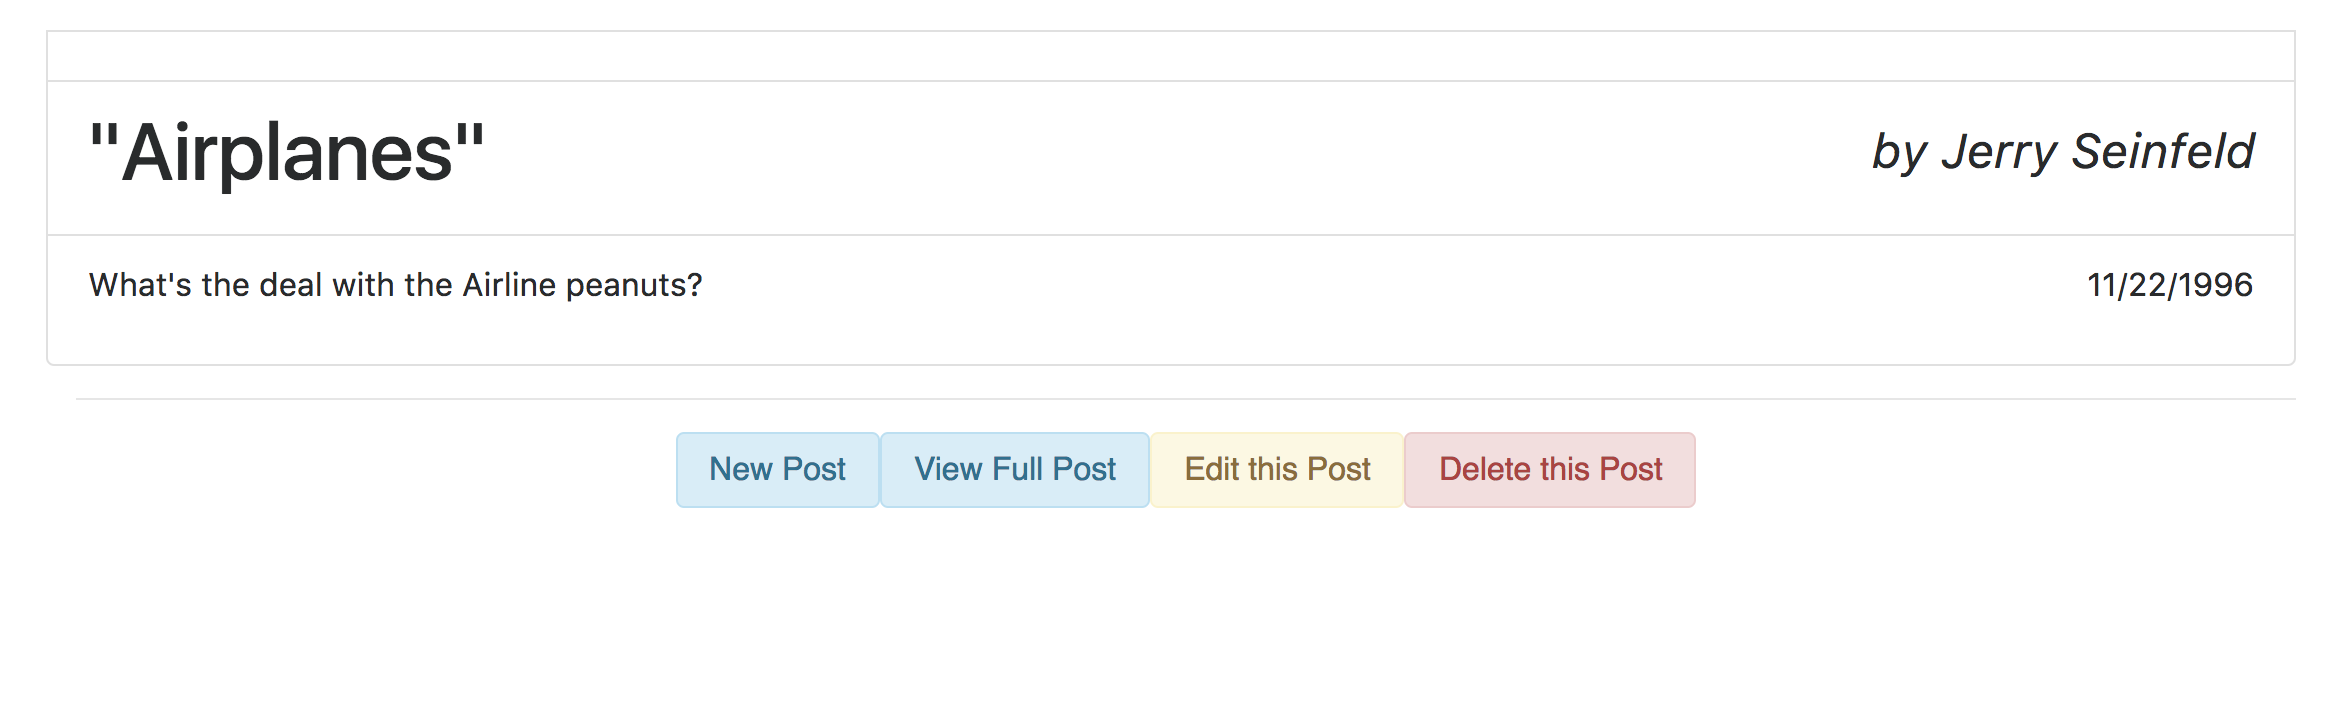 "Airplanes" by Jerry Seinfeld
What's the deal with the Airline peanuts? 11/22/1996
New Post View Full Post Edit this Post Delete this Post